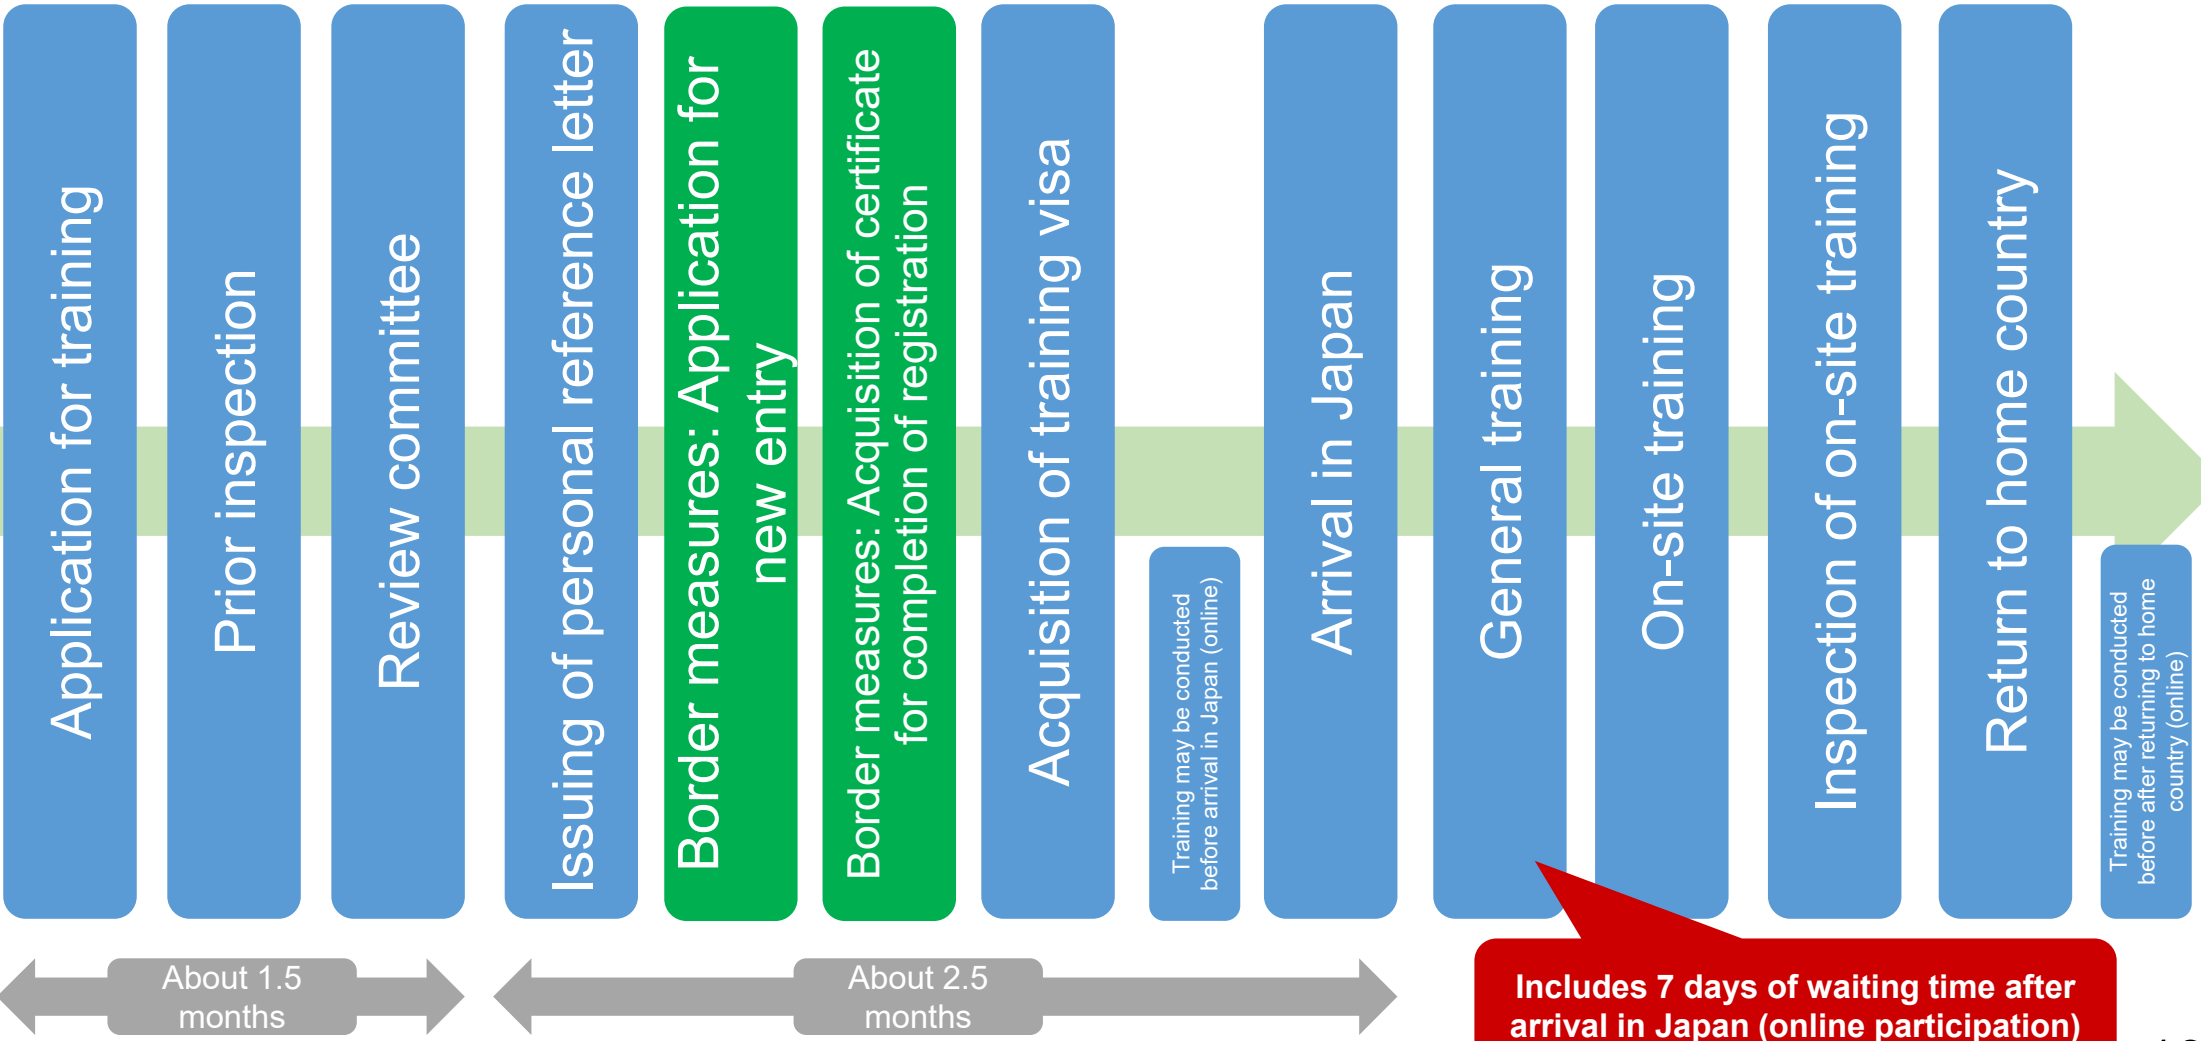 Application for training
Prior inspection
Review committee
Issuing of personal reference letter
Border measures: Application for
new entry
Border measures: Acquisition of certificate
for completion of registration
Acquisition of training visa
Training may be conducted
before arrival in Japan (online)
Arrival in Japan
General training
On-site training
Inspection of on-site training
Return to home country
Training may be conducted
before after returning to home
country (online)
About 1.5
months
About 2.5
months
Includes 7 days of waiting time after
arrival in Japan (online participation)